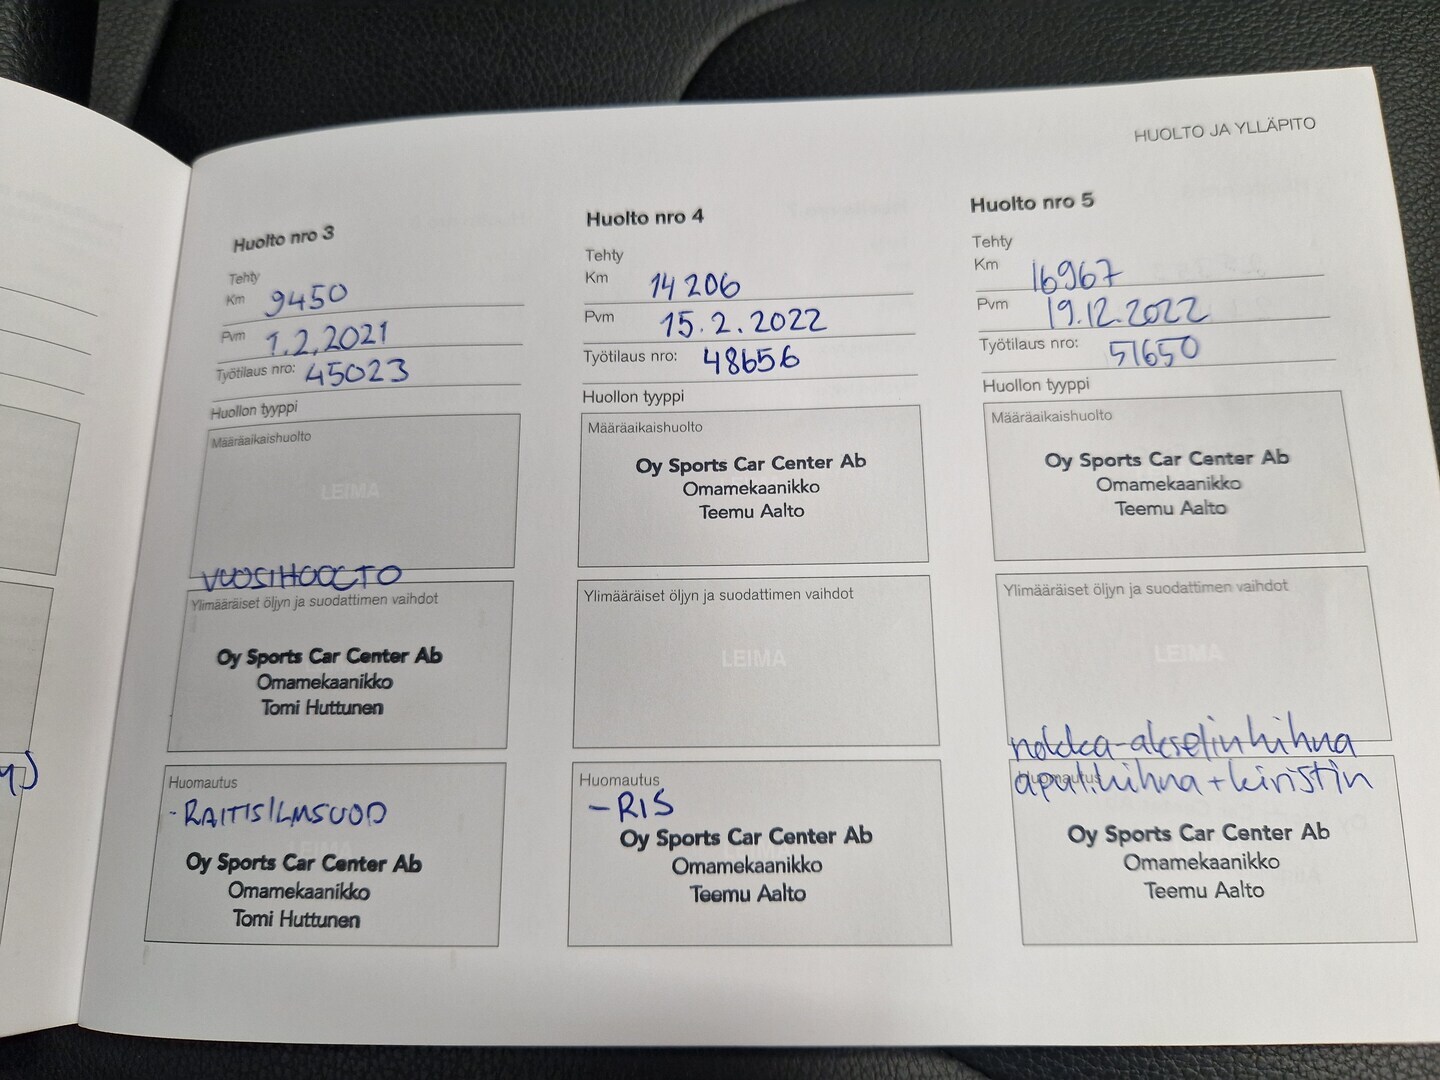 HUOLTO JA YLLÄPITO
Huolto nro 3
Tehty
Km 9450
Pvm 1.2.2021
Työtilaus nro: 45023
Huollon tyyppi
Määräaikaishuolto
LEIMA
VUOSIHOOCTO
Ylimääräiset öljyn ja suodattimen vaihdot
Oy Sports Car Center Ab
Omamekaanikko
Tomi Huttunen
Huomautus
- RAITISILMSUOD
Oy Sports Car Center Ab
Omamekaanikko
Tomi Huttunen
Huolto nro 4
Tehty
Km 14 206
Pvm 15.2.2022
Työtilaus nro: 48656
Huollon tyyppi
Määräaikaishuolto
Oy Sports Car Center Ab
Omamekaanikko
Teemu Aalto
Ylimääräiset öljyn ja suodattimen vaihdot
LEIMA
Huomautus
- RIS
Oy Sports Car Center Ab
Omamekaanikko
Teemu Aalto
Huolto nro 5
Tehty
Km 16967
Pvm 19.12.2022
Työtilaus nro: 51650
Huollon tyyppi
Määräaikaishuolto
Oy Sports Car Center Ab
Omamekaanikko
Teemu Aalto
Ylimääräiset öljyn ja suodattimen vaihdot
LEIMA
nokka-akselinhihna
Huomautus
apul.hihna + kiristin
Oy Sports Car Center Ab
Omamekaanikko
Teemu Aalto